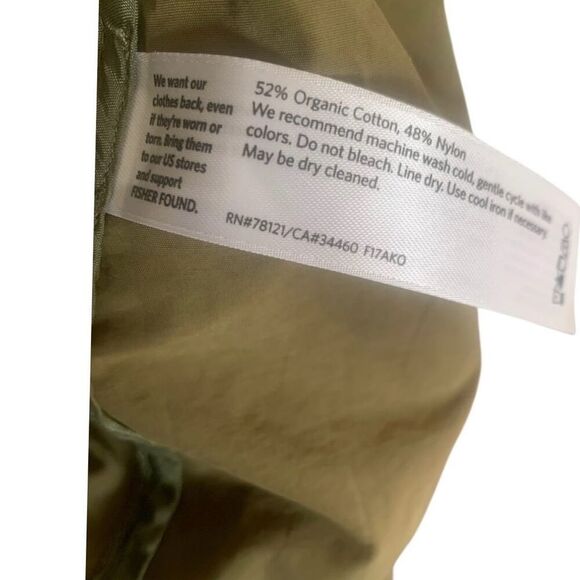 We want our
clothes back, even
if they're worn or
torn. Bring them
to our US stores
and support
FISHER FOUND.
52% Organic Cotton, 48% Nylon
We recommend machine wash cold, gentle cycle with like
colors. Do not bleach. Line dry. Use cool iron if necessary.
May be dry cleaned.
RN#78121/CA#34460 F17AKO